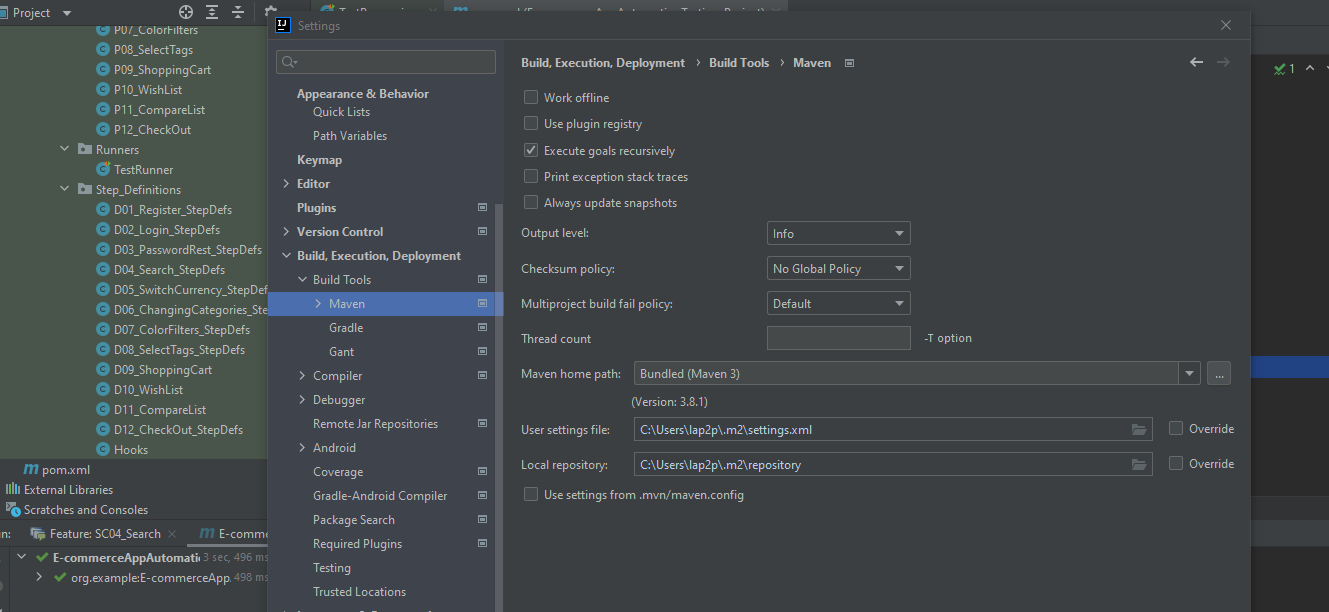 Project
P07_ColorFilters
P08_SelectTags
P09_ShoppingCart
P10_WishList
P11_CompareList
P12_CheckOut
Runners
TestRunner
Step_Definitions
D01_Register_StepDefs
D02_Login_StepDefs
D03_PasswordRest_StepDefs
D04_Search_StepDefs
D05_SwitchCurrency_StepDef
D06_ChangingCategories_Ste
D07_ColorFilters_StepDefs
D08_SelectTags_StepDefs
D09_ShoppingCart
D10_WishList
D11_CompareList
D12_CheckOut_StepDefs
Hooks
pom.xml
External Libraries
Scratches and Consoles
n:
Feature: SC04_Search
E-comme
E-commerceAppAutomati
3 sec, 496 ms
org.example:E-commerceApp.
498 ms
Settings
Appearance & Behavior
Quick Lists
Path Variables
Keymap
Editor
Plugins
Version Control
Build, Execution, Deployment
Build Tools
Maven
Gradle
Gant
Compiler
Debugger
Remote Jar Repositories
Android
Coverage
Gradle-Android Compiler
Package Search
Required Plugins
Testing
Trusted Locations
Build, Execution, Deployment › Build Tools › Maven
Work offline
Use plugin registry
Execute goals recursively
Print exception stack traces
Always update snapshots
Output level: Info
Checksum policy: No Global Policy
Multiproject build fail policy: Default
Thread count -T option
Maven home path: Bundled (Maven 3) ...
(Version: 3.8.1)
User settings file: C:\Users\lap2p\.m2\settings.xml Override
Local repository: C:\Users\lap2p\.m2\repository Override
Use settings from .mvn/maven.config
1